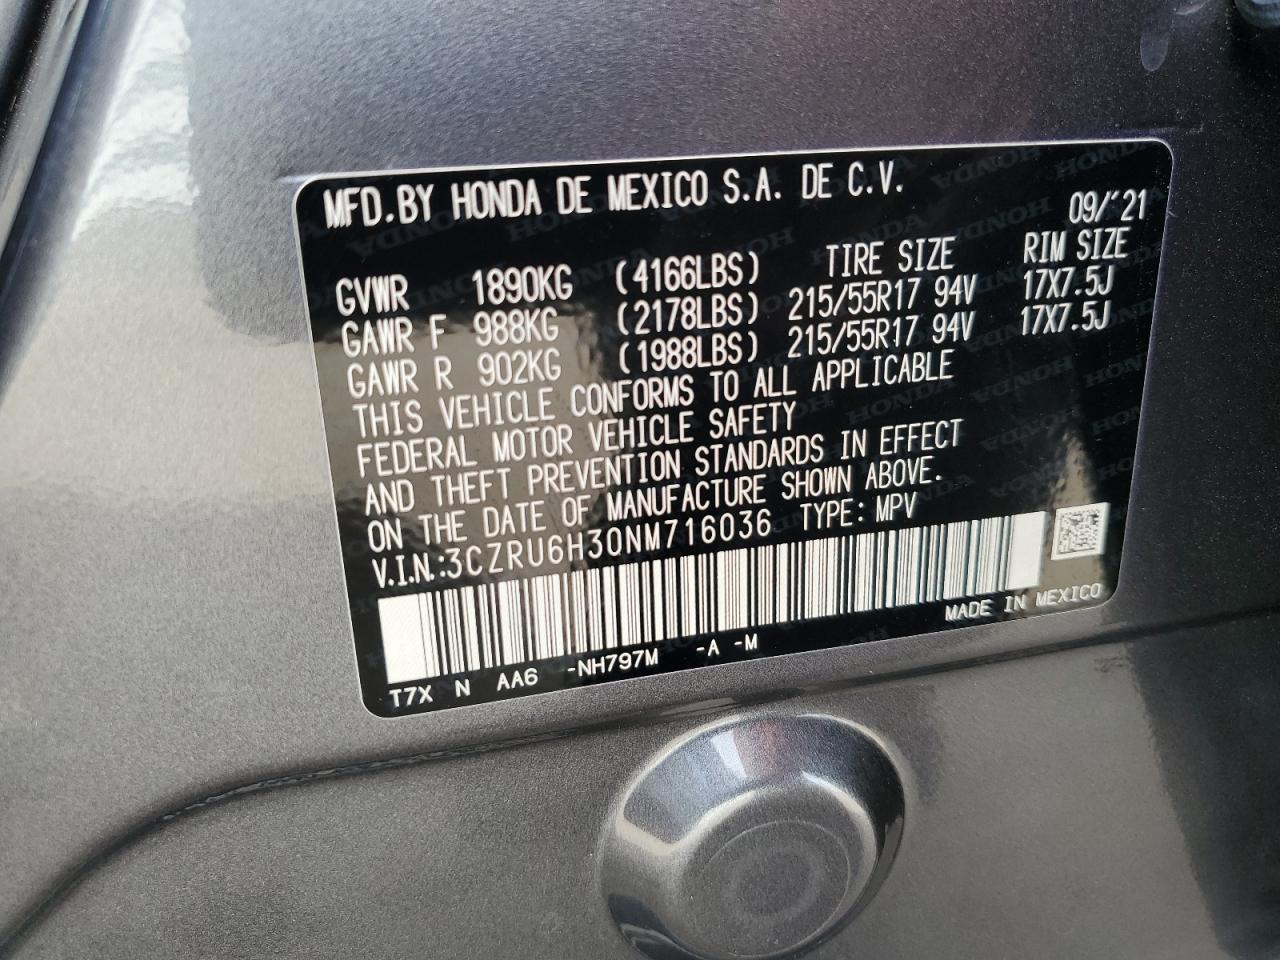 MFD.BY HONDA DE MEXICO S.A. DE C.V.
09/'21
TIRE SIZE RIM SIZE
GVWR 1890KG (4166LBS)
GAWR F 988KG (2178LBS) 215/55R17 94V 17X7.5J
GAWR R 902KG (1988LBS) 215/55R17 94V 17X7.5J
THIS VEHICLE CONFORMS TO ALL APPLICABLE
FEDERAL MOTOR VEHICLE SAFETY
AND THEFT PREVENTION STANDARDS IN EFFECT
ON THE DATE OF MANUFACTURE SHOWN ABOVE.
V.I.N.:3CZRU6H30NM716036 TYPE: MPV
MADE IN MEXICO
T7X N AA6 -NH797M -A -M